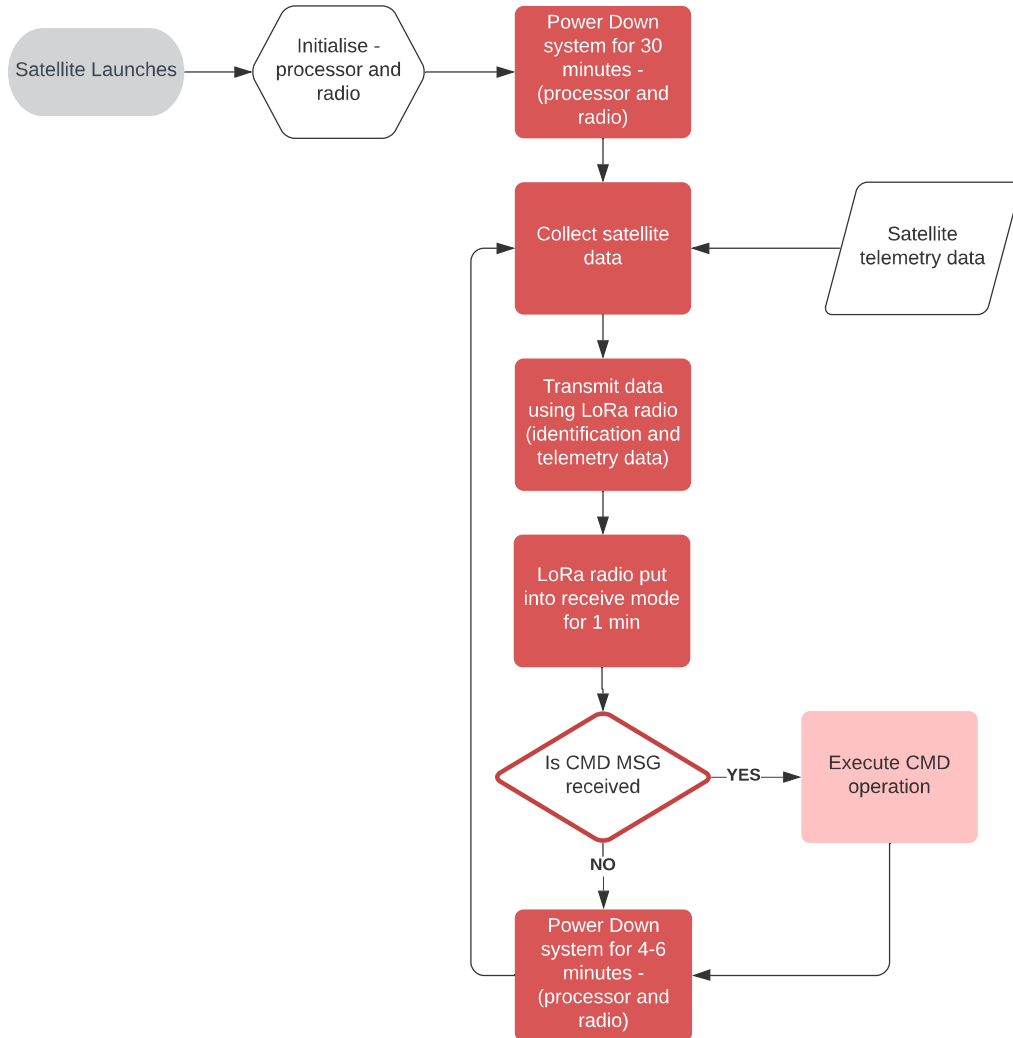 Satellite Launches
Initialise -
processor and
radio
Power Down
system for 30
minutes -
(processor and
radio)
Collect satellite
data
Satellite
telemetry data
Transmit data
using LoRa radio
(identification and
telemetry data)
LoRa radio put
into receive mode
for 1 min
Is CMD MSG
received
YES
Execute CMD
operation
NO
Power Down
system for 4-6
minutes -
(processor and
radio)